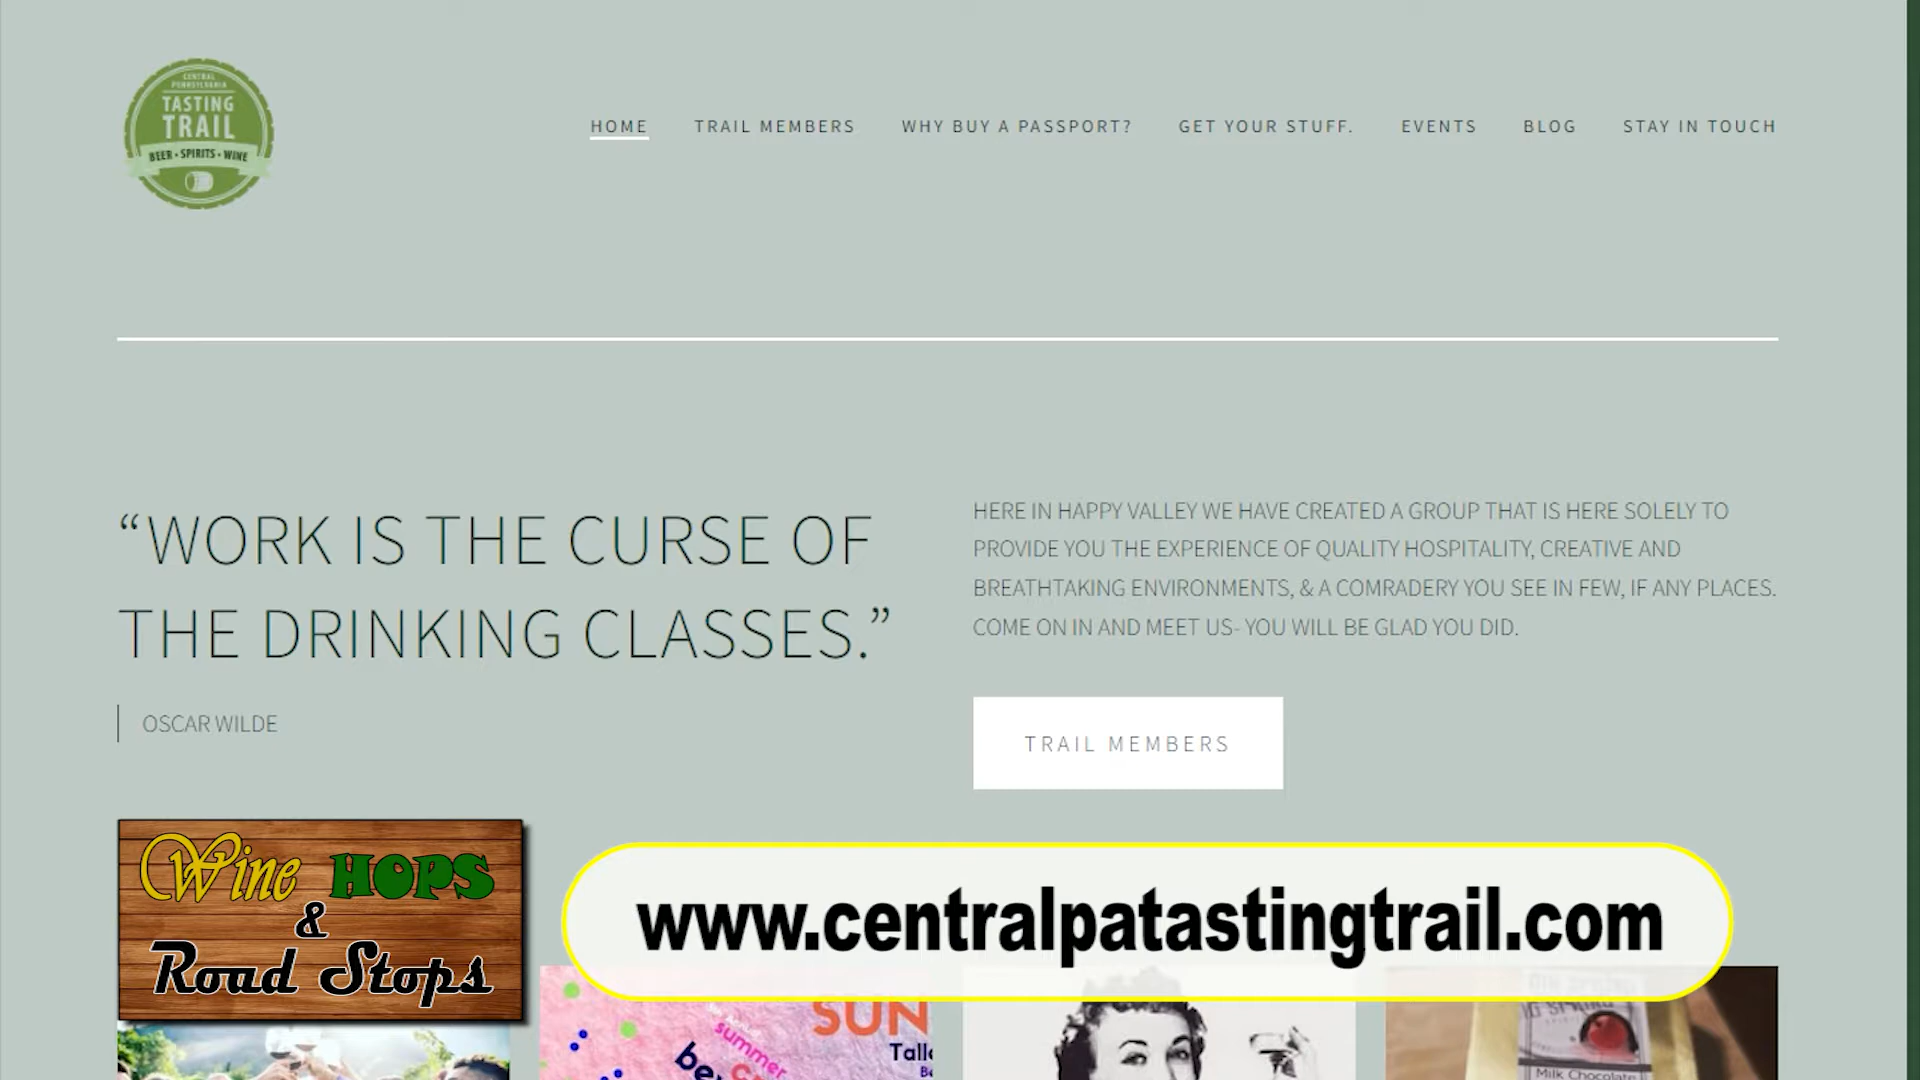 CENTRAL
PENNSYLVANIA
TASTING
TRAIL
BEER • SPIRITS • WINE
HOME
TRAIL MEMBERS
WHY BUY A PASSPORT?
GET YOUR STUFF.
EVENTS
BLOG
STAY IN TOUCH
“WORK IS THE CURSE OF
THE DRINKING CLASSES.”
OSCAR WILDE
HERE IN HAPPY VALLEY WE HAVE CREATED A GROUP THAT IS HERE SOLELY TO
PROVIDE YOU THE EXPERIENCE OF QUALITY HOSPITALITY, CREATIVE AND
BREATHTAKING ENVIRONMENTS, & A COMRADERY YOU SEE IN FEW, IF ANY PLACES.
COME ON IN AND MEET US- YOU WILL BE GLAD YOU DID.
TRAIL MEMBERS
Wine HOPS
&
Road Stops
www.centralpatastingtrail.com
SUN
summer
Milk Chocolate